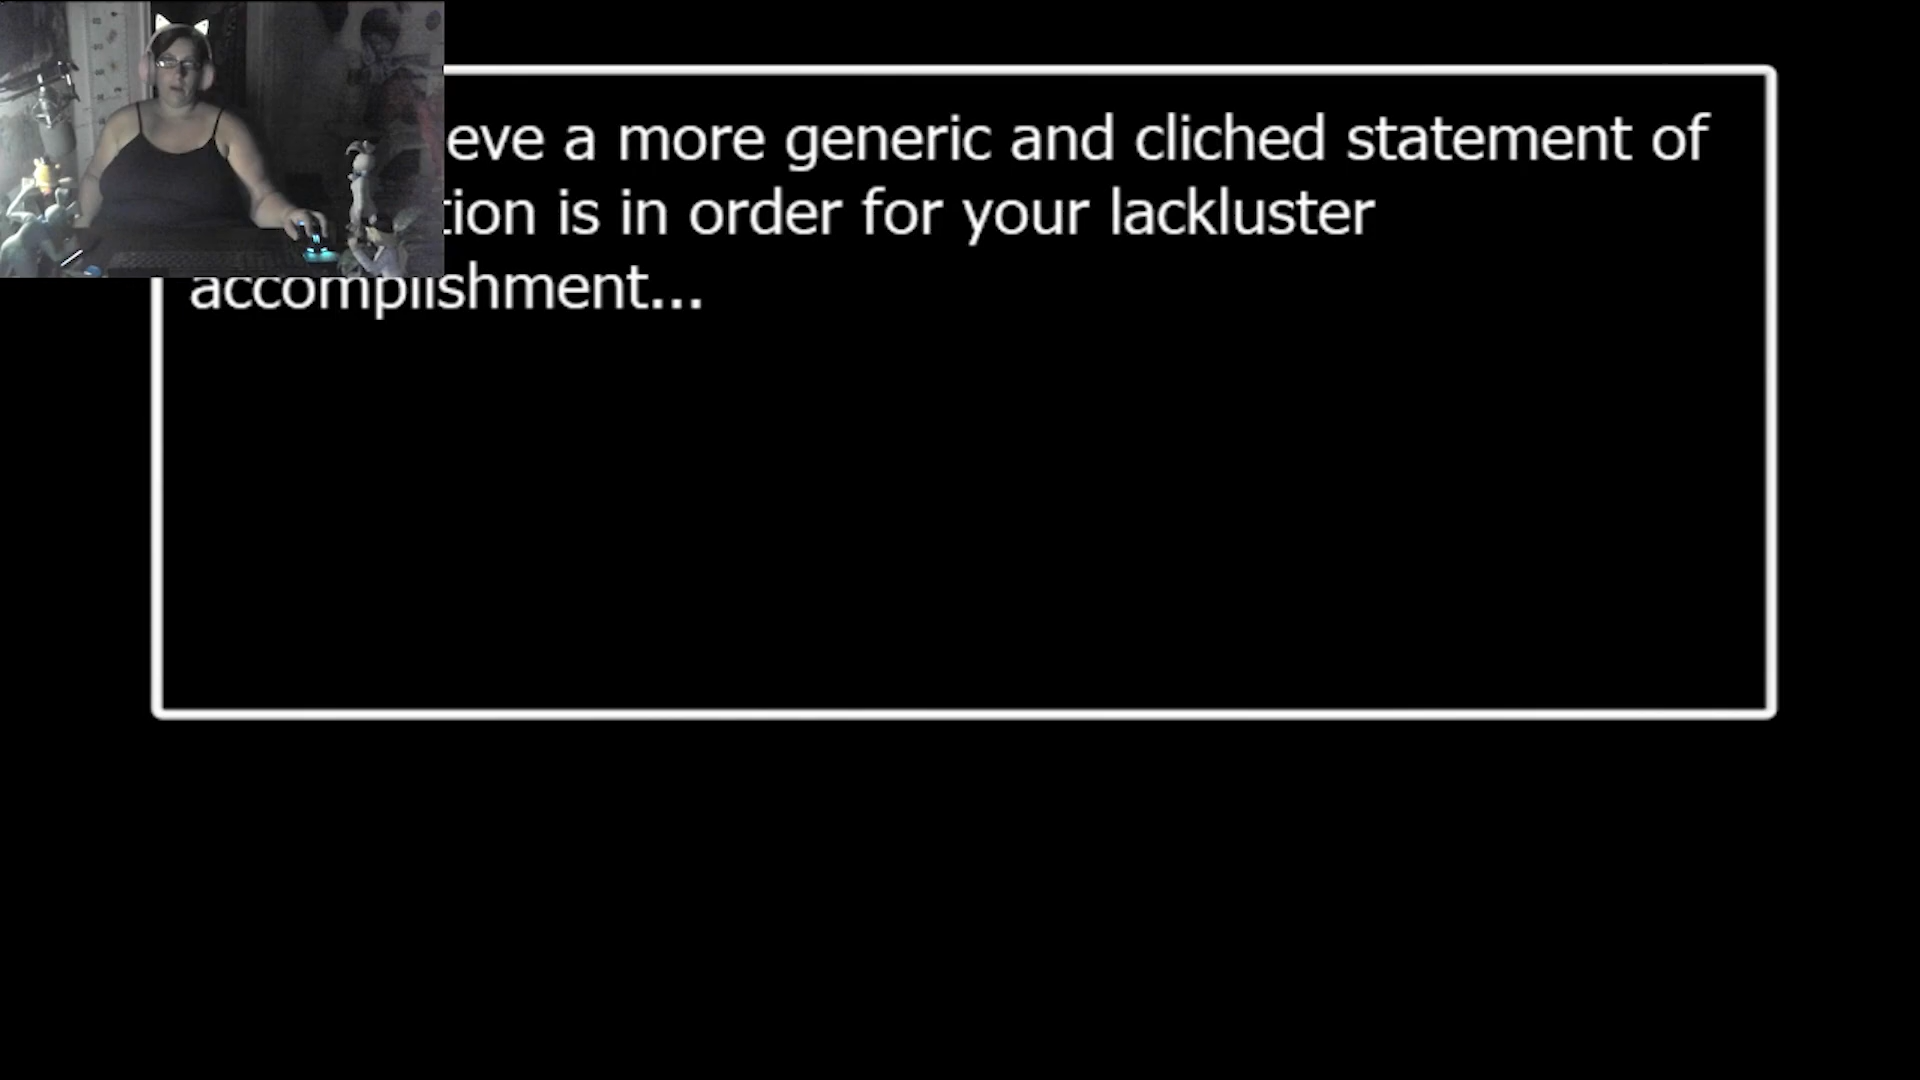 eve a more generic and cliched statement of
tion is in order for your lackluster
accomplishment...